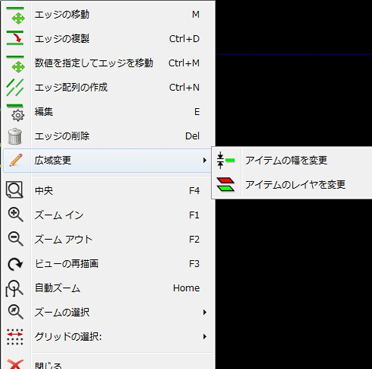 エッジの移動 M
エッジの複製 Ctrl+D
数値を指定してエッジを移動 Ctrl+M
エッジ配列の作成 Ctrl+N
編集 E
エッジの削除 Del
広域変更
アイテムの幅を変更
アイテムのレイヤを変更
中央 F4
ズーム イン F1
ズーム アウト F2
ビューの再描画 F3
自動ズーム Home
ズームの選択
グリッドの選択:
閉じる